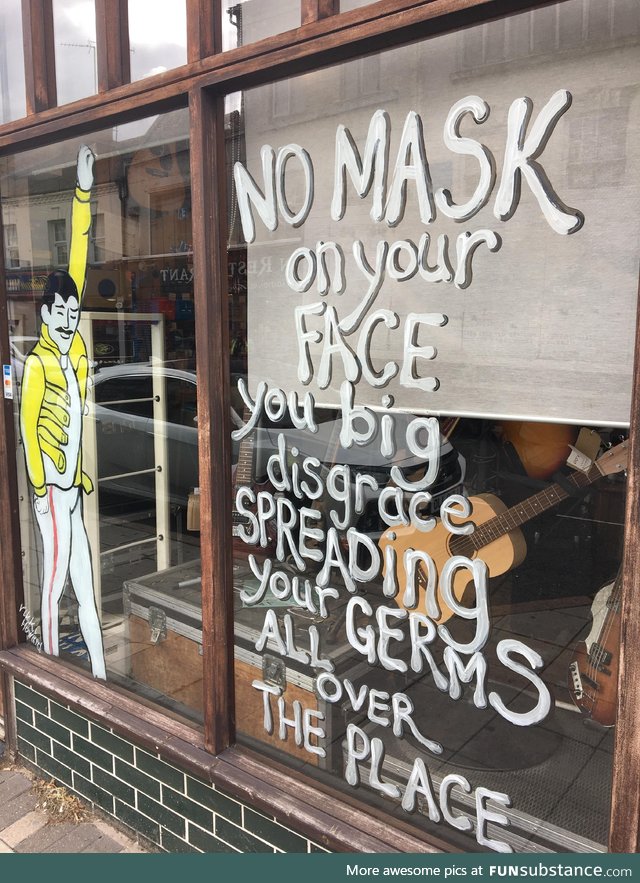 NO MASK
on your
FACE
you big
disgrace
SPREADing
your GERMS
ALL OVER
THE PLACE
VISA
More awesome pics at FUNsubstance.com